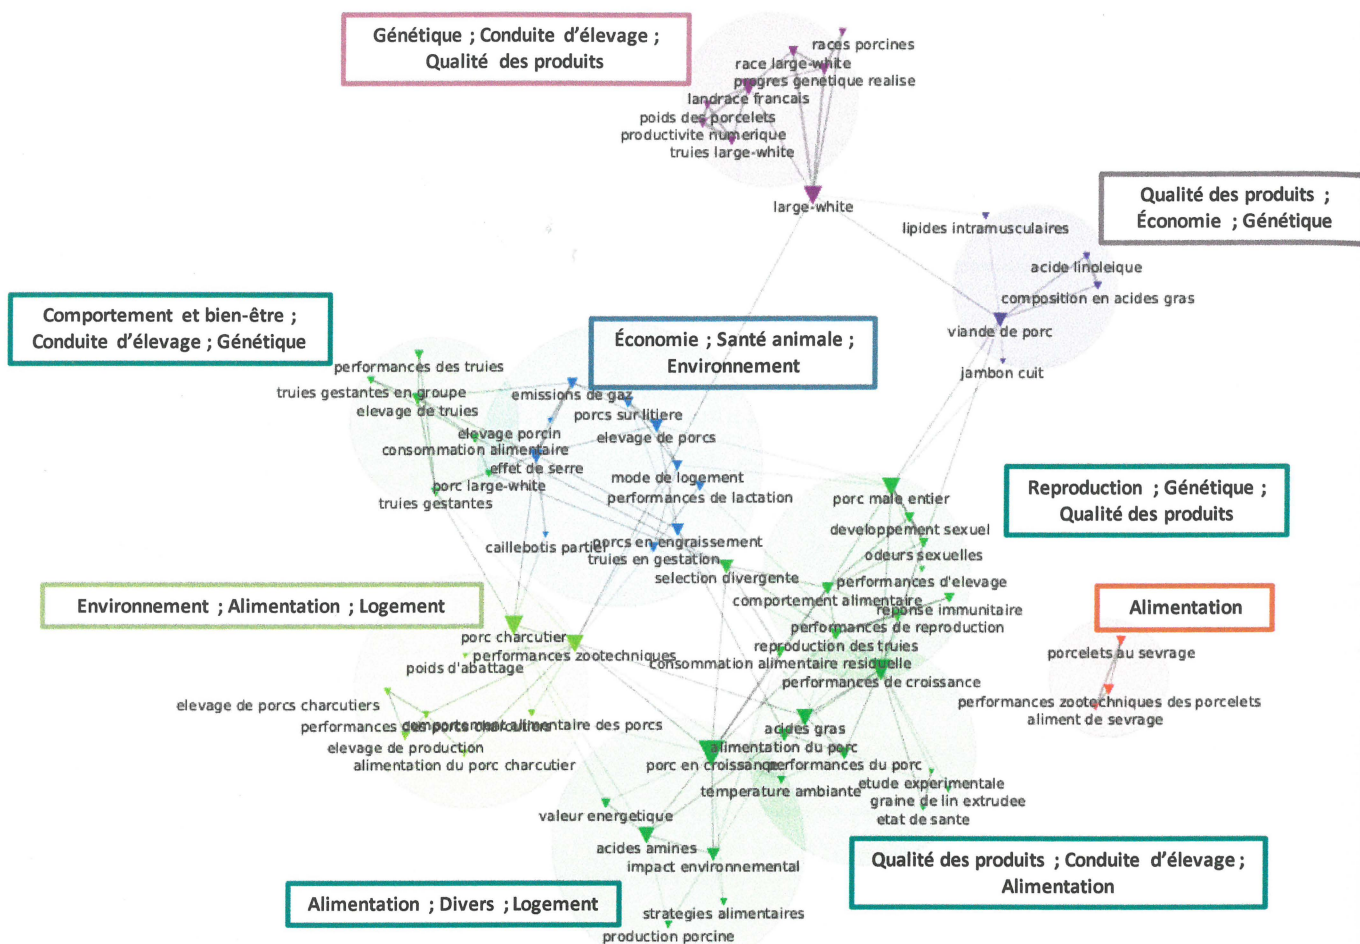 Génétique ; Conduite d'élevage ;
Qualité des produits
races porcines
race large-white
progres genetique realise
landrace francais
poids des porcelets
productivite numerique
truies large-white
large-white
Qualité des produits ;
Économie ; Génétique
lipides intramusculaires
acide linoleique
composition en acides gras
viande de porc
jambon cuit
Comportement et bien-être ;
Conduite d'élevage ; Génétique
performances des truies
truies gestantes en groupe
elevage de truies
consommation alimentaire
porc large-white
truies gestantes
Économie ; Santé animale ;
Environnement
emissions de gaz
porcs sur litiere
elevage porcin
elevage de porcs
effet de serre
mode de logement
performances de lactation
caillebotis partiel
porcs en engraissement
truies en gestation
Reproduction ; Génétique ;
Qualité des produits
porc male entier
developpement sexuel
odeurs sexuelles
selection divergente
performances d'elevage
comportement alimentaire
reponse immunitaire
performances de reproduction
reproduction des truies
consommation alimentaire residuelle
performances de croissance
Environnement ; Alimentation ; Logement
porc charcutier
performances zootechniques
poids d'abattage
elevage de porcs charcutiers
performances des porcs charcutiers
comportement alimentaire des porcs
elevage de production
alimentation du porc charcutier
Alimentation
porcelets au sevrage
performances zootechniques des porcelets
aliment de sevrage
acides gras
alimentation du porc
porc en croissance
performances du porc
temperature ambiante
etude experimentale
graine de lin extrudee
etat de sante
valeur energetique
acides amines
impact environnemental
Qualité des produits ; Conduite d'élevage ;
Alimentation
Alimentation ; Divers ; Logement
strategies alimentaires
production porcine